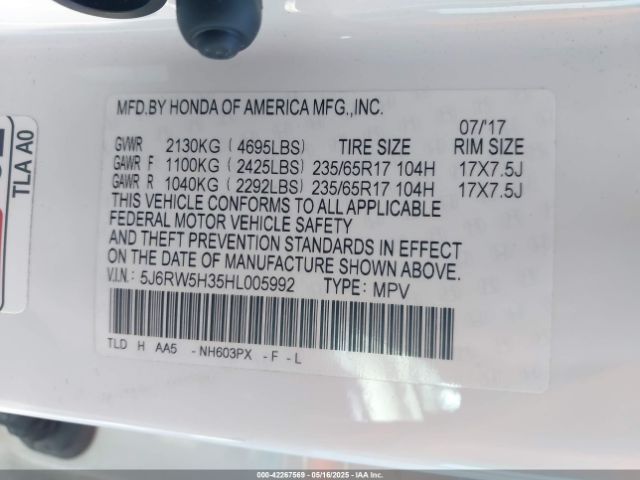 MFD.BY HONDA OF AMERICA MFG.,INC.
07/'17
GVWR 2130KG ( 4695LBS) TIRE SIZE RIM SIZE
GAWR F 1100KG ( 2425LBS) 235/65R17 104H 17X7.5J
GAWR R 1040KG ( 2292LBS) 235/65R17 104H 17X7.5J
THIS VEHICLE CONFORMS TO ALL APPLICABLE
FEDERAL MOTOR VEHICLE SAFETY
AND THEFT PREVENTION STANDARDS IN EFFECT
ON THE DATE OF MANUFACTURE SHOWN ABOVE.
V.I.N.: 5J6RW5H35HL005992 TYPE: MPV
TLD H AA5 - NH603PX - F - L
TLA A0
© COPYRIGHT 42267569 | 05/16/2025 - IAA INC.